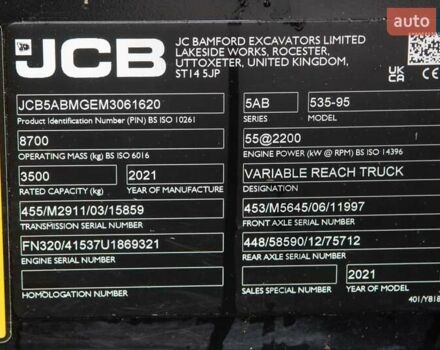 auto
JCB
JCB
JC BAMFORD EXCAVATORS LIMITED
LAKESIDE WORKS, ROCESTER,
UTTOXETER, UNITED KINGDOM.
ST14 5JP
UK
CA
CE
JCB5ABMGEM3061620
5AB
535-95
Product Identification Number (PIN) BS ISO 10261
SERIES
MODEL
8700
55@2200
OPERATING MASS (kg) BS ISO 6016
ENGINE POWER (kW @ RPM) BS ISO 14396
3500
2021
VARIABLE REACH TRUCK
RATED CAPACITY (kg)
YEAR OF MANUFACTURE
DESIGNATION
455/M2911/03/15859
453/M5645/06/11997
TRANSMISSION SERIAL NUMBER
FRONT AXLE SERIAL NUMBER
FN320/41537U1869321
448/58590/12/75712
ENGINE SERIAL NUMBER
REAR AXLE SERIAL NUMBER
2021
HOMOLOGATION NUMBER
SALES SPECIAL NUMBER
YEAR OF MODEL
401/Y818